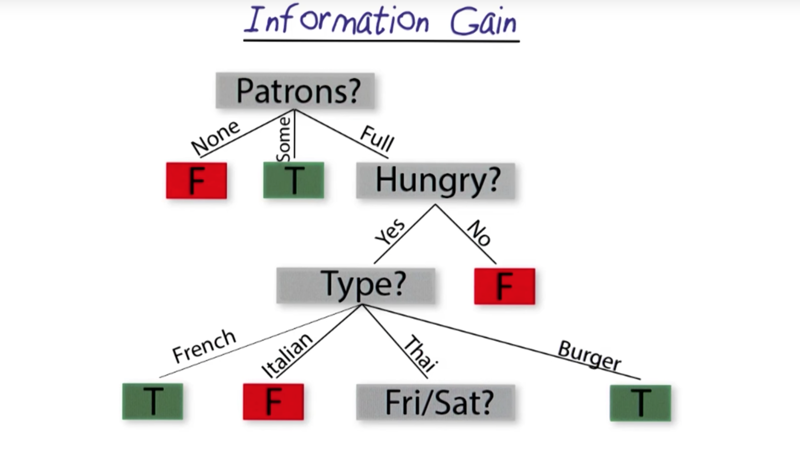 Information Gain
Patrons?
None
Some
Full
F
T
Hungry?
Yes
No
Type?
F
French
Italian
Thai
Burger
T
F
Fri/Sat?
T